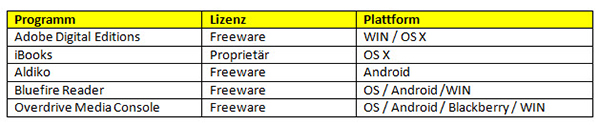 Programm Lizenz Plattform
Adobe Digital Editions Freeware WIN / OS X
iBooks Proprietär OS X
Aldiko Freeware Android
Bluefire Reader Freeware OS / Android /WIN
Overdrive Media Console Freeware OS / Android / Blackberry / WIN